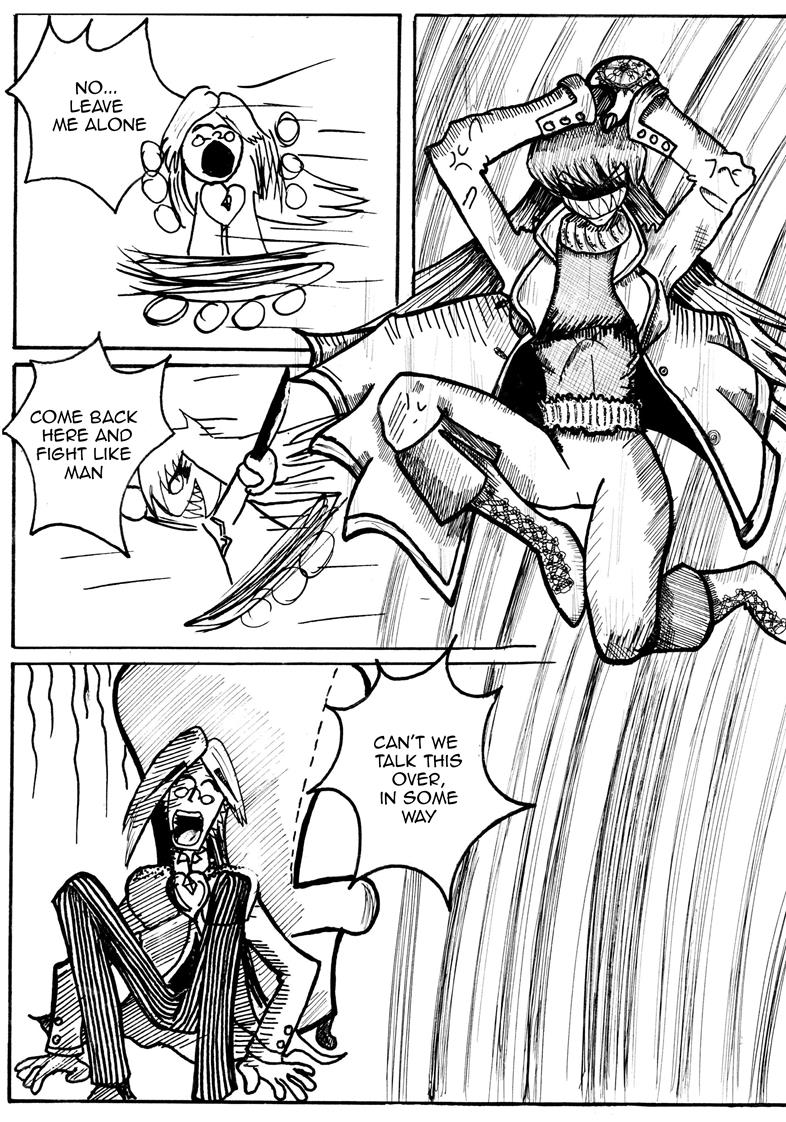 NO...
LEAVE
ME ALONE
COME BACK
HERE AND
FIGHT LIKE
MAN
CAN'T WE
TALK THIS
OVER,
IN SOME
WAY